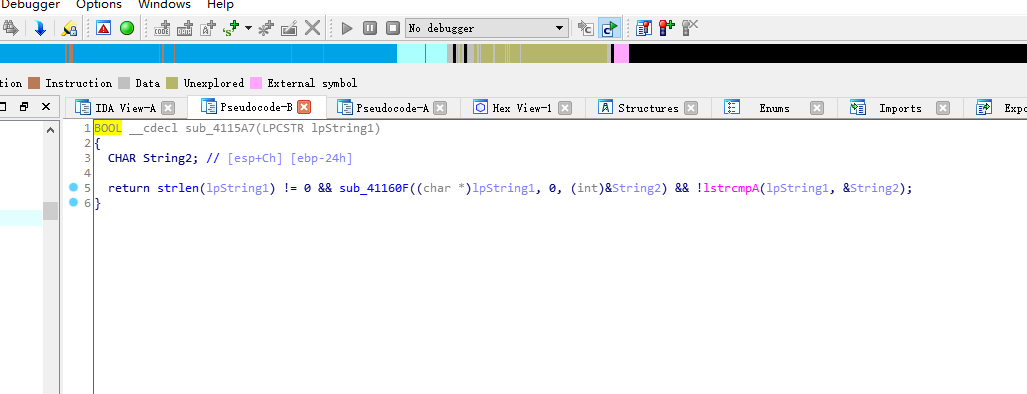 Debugger Options Windows Help
No debugger
tion Instruction Data Unexplored External symbol
IDA View-A Pseudocode-B Pseudocode-A Hex View-1 Structures Enums Imports Expo
1 BOOL __cdecl sub_4115A7(LPCSTR lpString1)
2 {
3 CHAR String2; // [esp+Ch] [ebp-24h]
4
5 return strlen(lpString1) != 0 && sub_41160F((char *)lpString1, 0, (int)&String2) && !lstrcmpA(lpString1, &String2);
6 }